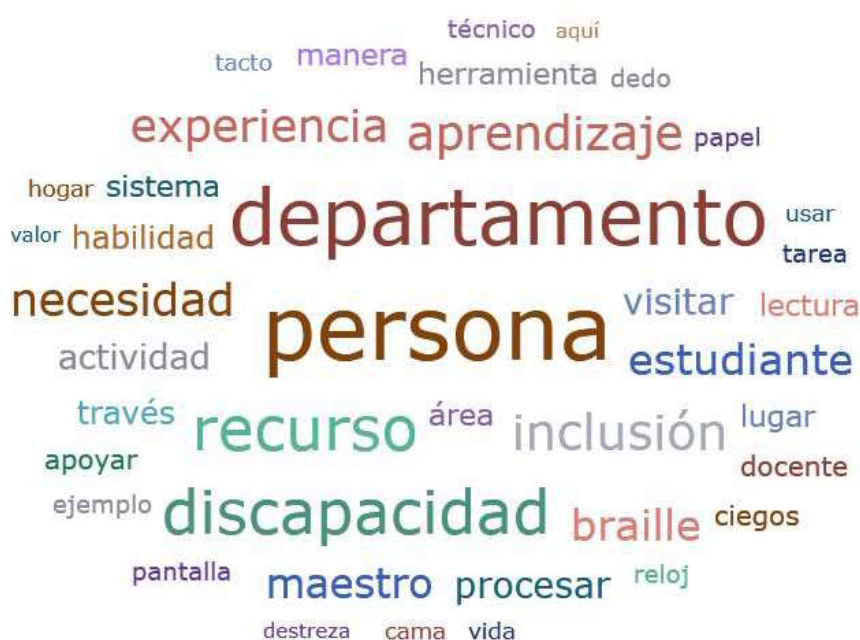 técnico aquí
tacto manera herramienta dedo
experiencia aprendizaje papel
hogar sistema departamento usar
valor habilidad tarea
necesidad persona visitar lectura
actividad estudiante
través recurso área inclusión lugar
apoyar docente
ejemplo discapacidad braille ciegos
pantalla maestro procesar reloj
destreza cama vida